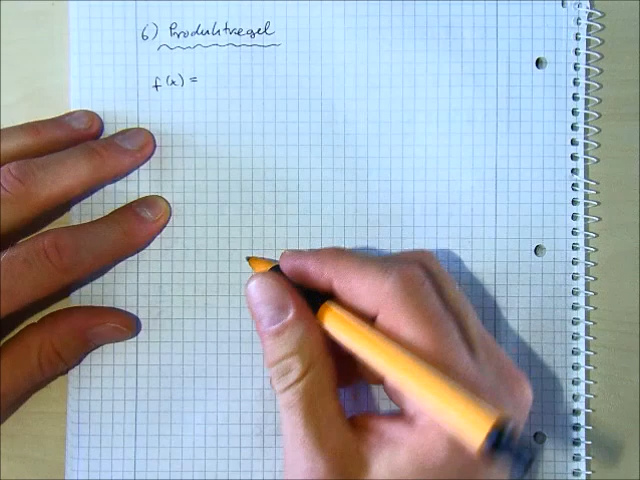 6) Produktregel
f(x) =